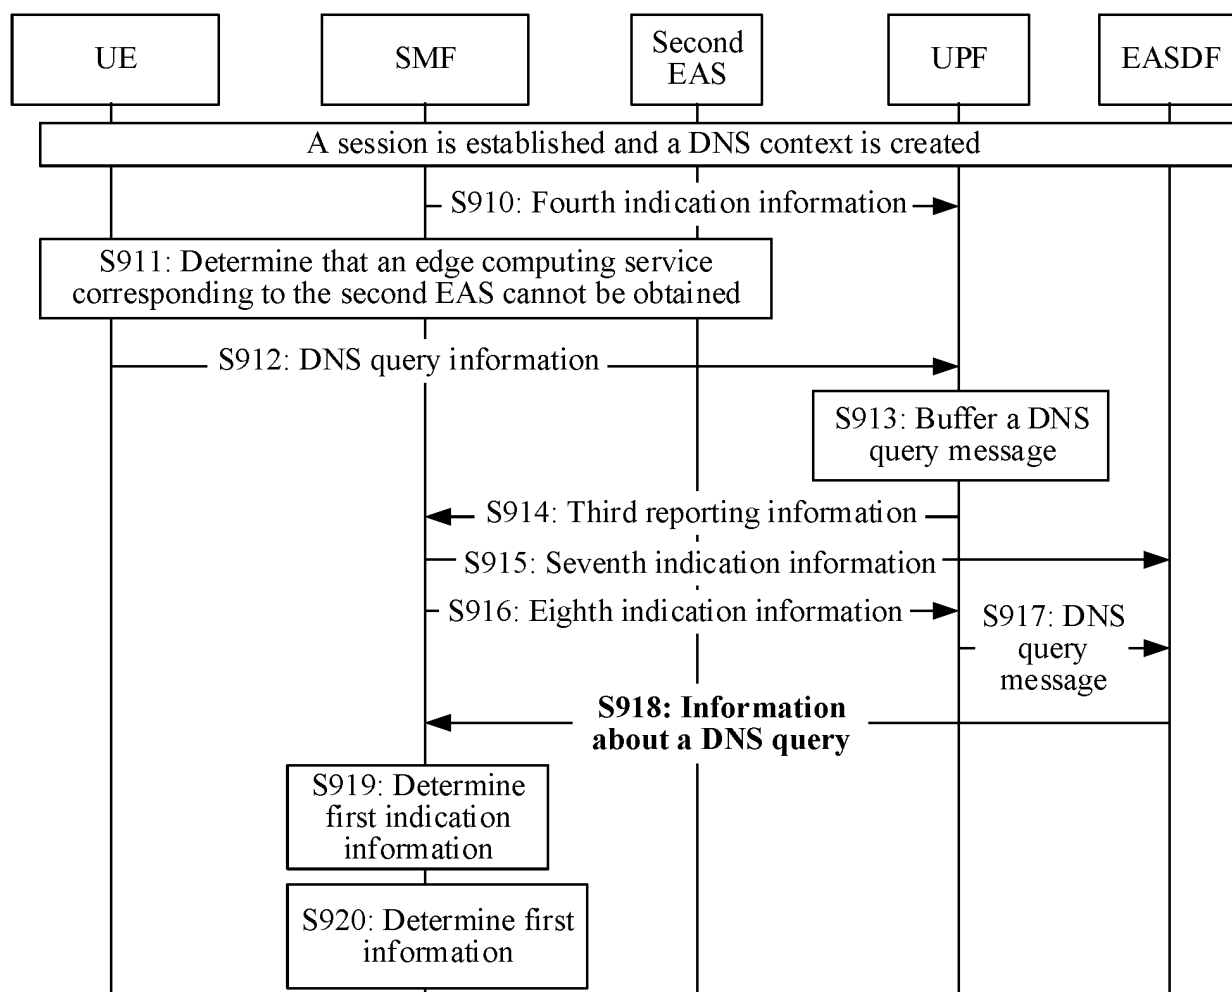 UE
SMF
Second
EAS
UPF
EASDF
A session is established and a DNS context is created
S910: Fourth indication information
S911: Determine that an edge computing service
corresponding to the second EAS cannot be obtained
S912: DNS query information
S913: Buffer a DNS
query message
S914: Third reporting information
S915: Seventh indication information
S916: Eighth indication information
S917: DNS
query
message
S918: Information
about a DNS query
S919: Determine
first indication
information
S920: Determine first
information